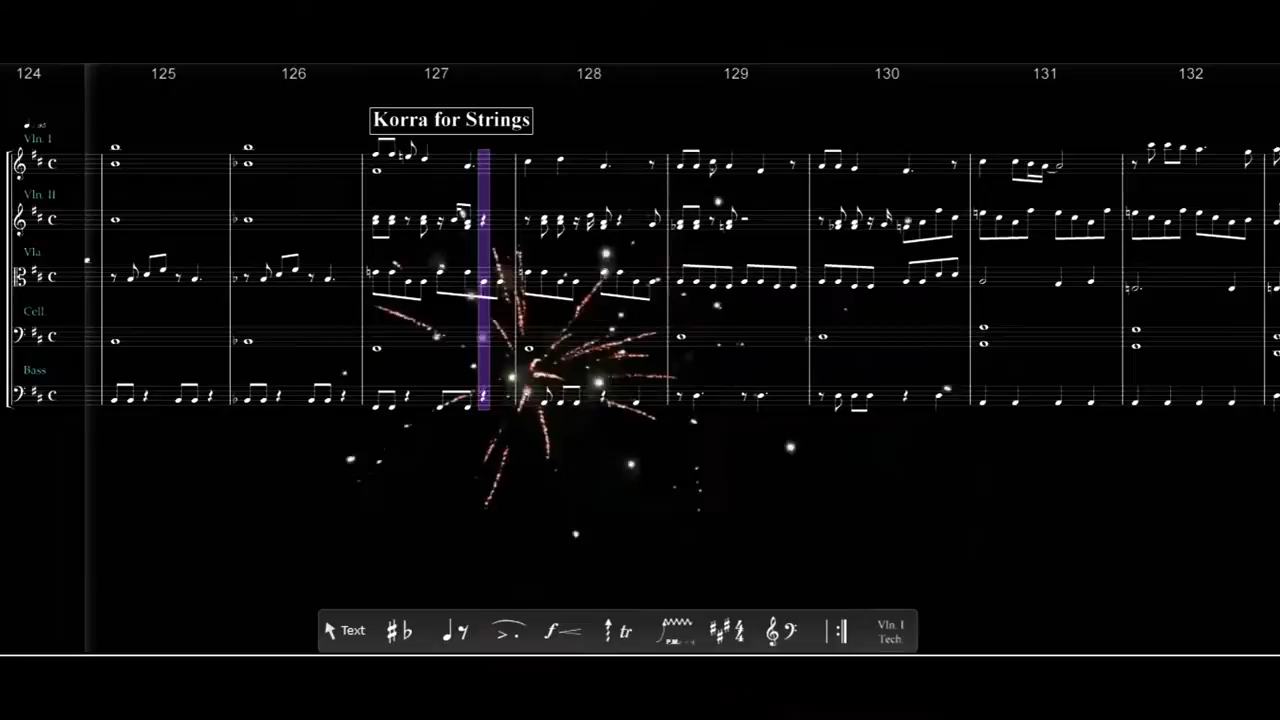 124 125 126 127 128 129 130 131 132
Korra for Strings
Vln. I
Vln. II
Vla
Cell.
Bass
Text f tr P.M. Vln. I
Tech.